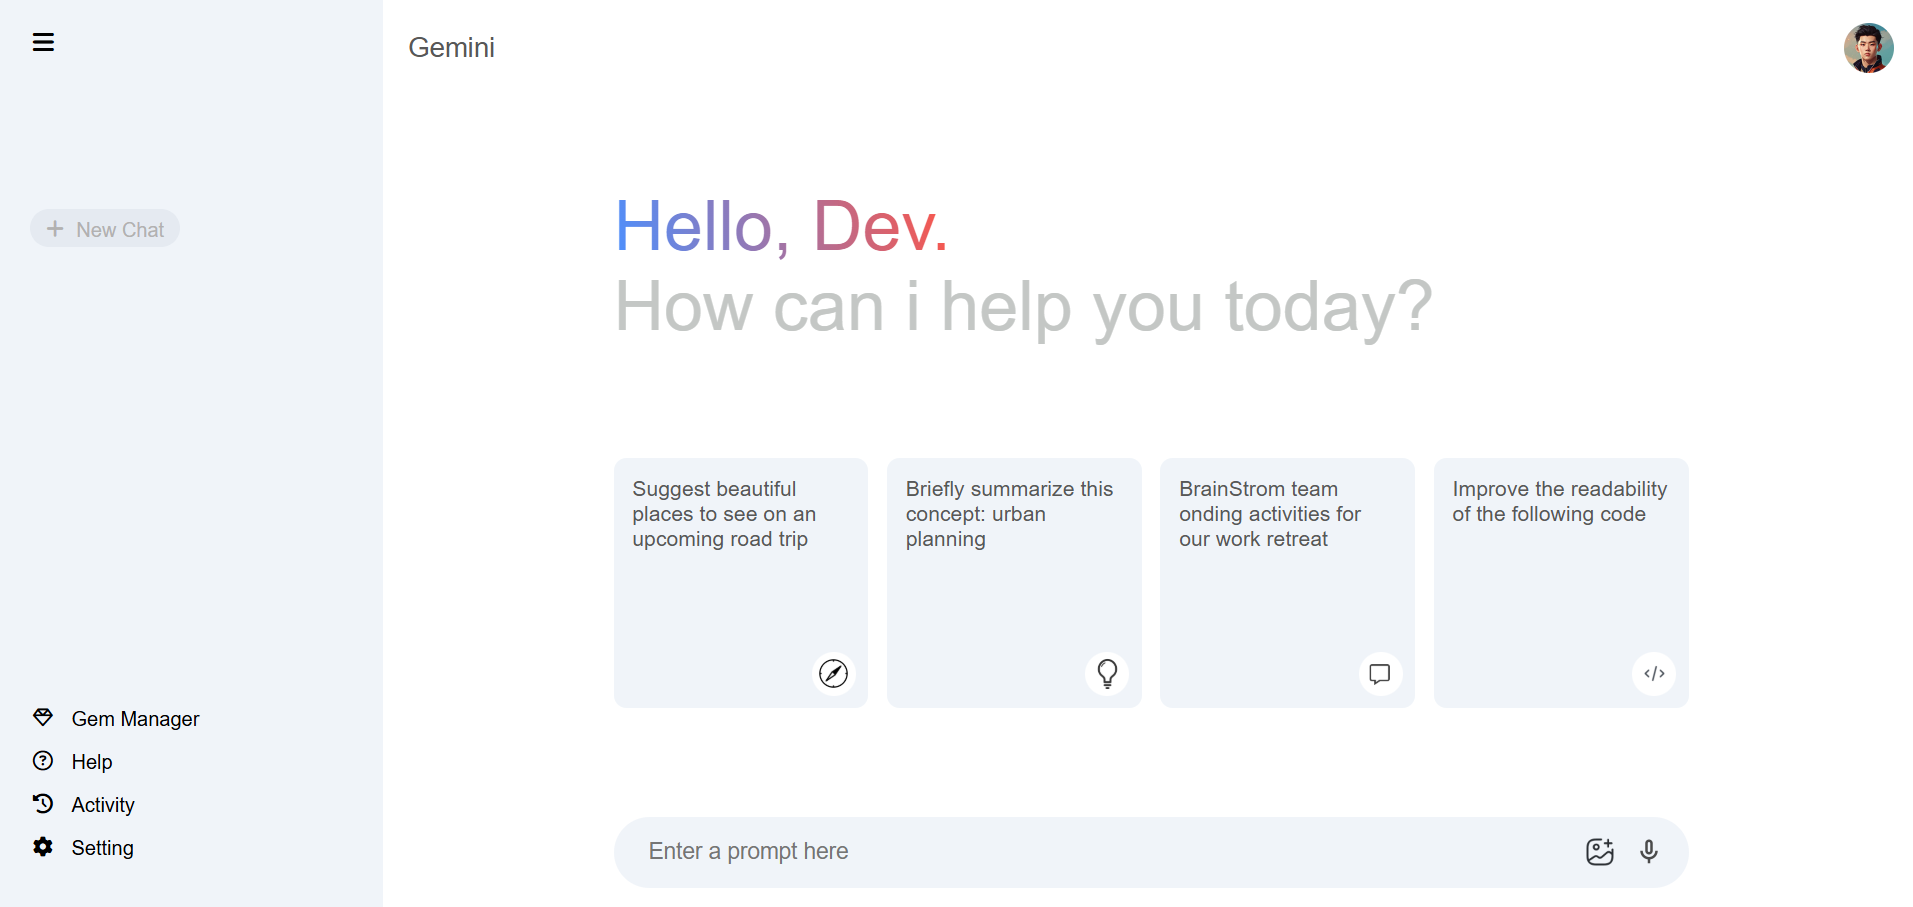 Gemini
New Chat
Hello, Dev.
How can i help you today?
Suggest beautiful
places to see on an
upcoming road trip
Briefly summarize this
concept: urban
planning
BrainStrom team
onding activities for
our work retreat
Improve the readability
of the following code
Gem Manager
Help
Activity
Setting
Enter a prompt here